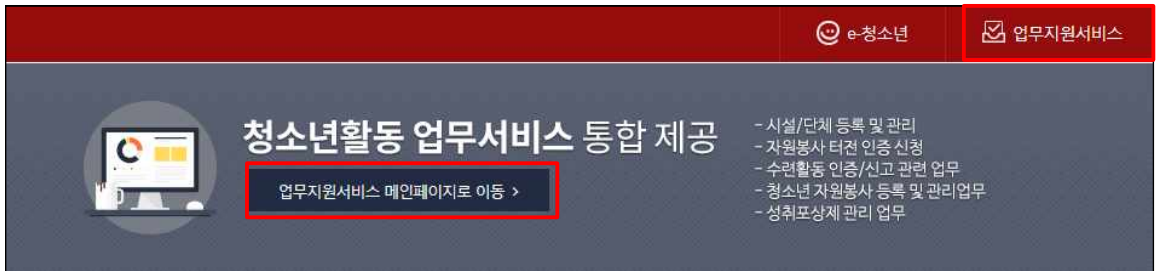 e-청소년
업무지원서비스
청소년활동 업무서비스 통합 제공
업무지원서비스 메인페이지로 이동 >
- 시설/단체 등록 및 관리
- 자원봉사 터전 인증 신청
- 수련활동 인증/신고 관련 업무
- 청소년 자원봉사 등록 및 관리업무
- 성취포상제 관리 업무